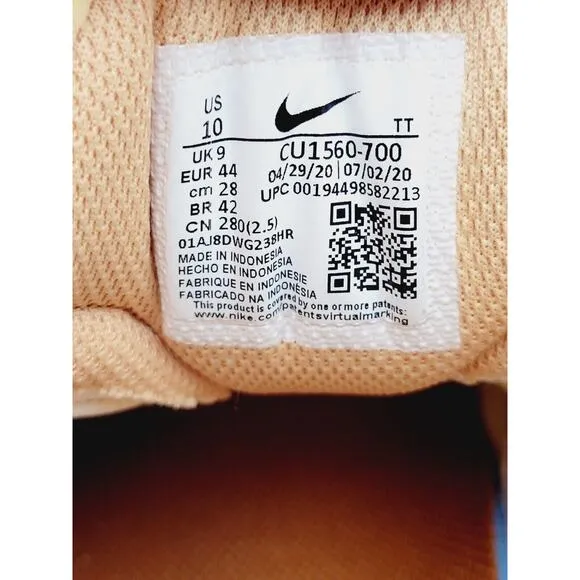 US
10
TT
UK 9
CU1560-700
EUR 44
04/29/20 | 07/02/20
cm 28
UPC 00194498582213
BR 42
CN 280(2.5)
01AJ8DWG23BHR
MADE IN INDONESIA
HECHO EN INDONESIA
FABRIQUE EN INDONESIE
FABRICADO NA INDONESIA
This product is covered by one or more patents:
www.nike.com/patentsvirtualmarking